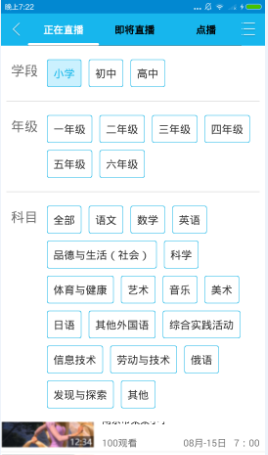 晚上7:22
正在直播 即将直播 点播
学段 小学 初中 高中
年级 一年级 二年级 三年级 四年级
五年级 六年级
科目 全部 语文 数学 英语
品德与生活（社会） 科学
体育与健康 艺术 音乐 美术
日语 其他外国语 综合实践活动
信息技术 劳动与技术 俄语
发现与探索 其他
12:34 100观看 08月-15日 7：00